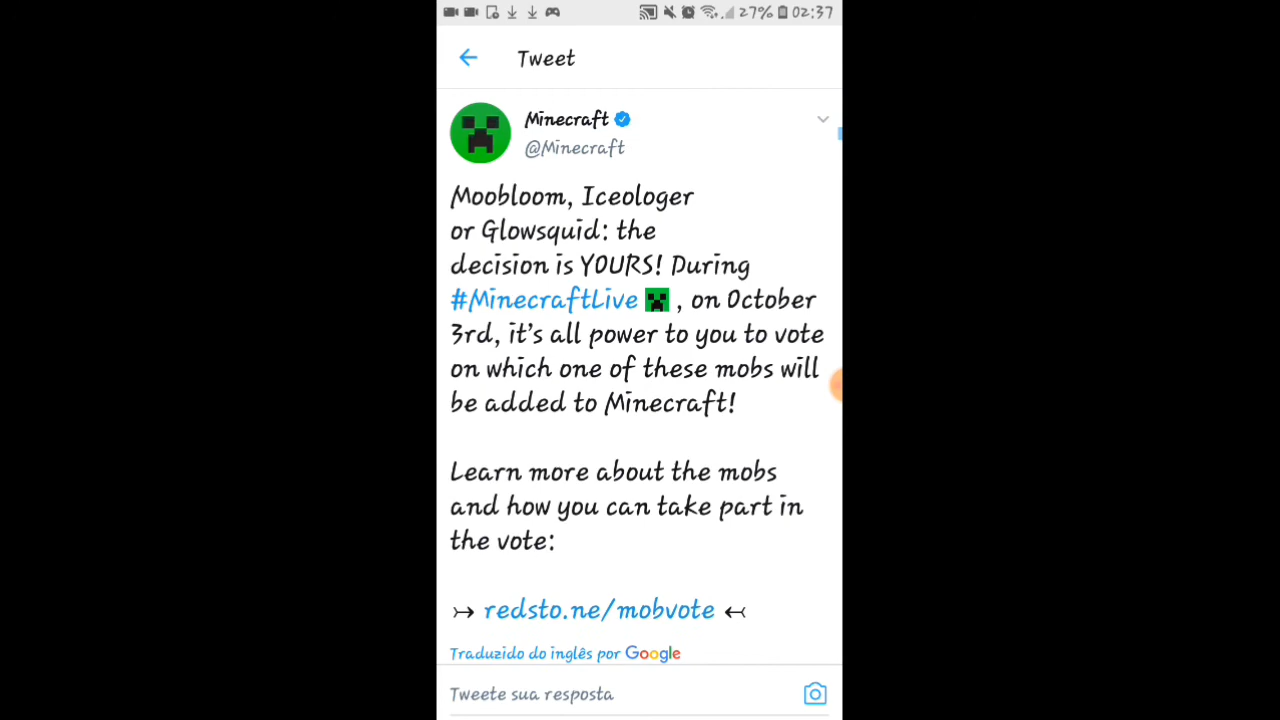 27% 02:37
Tweet
Minecraft
@Minecraft
Moobloom, Iceologer
or Glowsquid: the
decision is YOURS! During
#MinecraftLive , on October
3rd, it's all power to you to vote
on which one of these mobs will
be added to Minecraft!
Learn more about the mobs
and how you can take part in
the vote:
↣ redsto.ne/mobvote ↢
Traduzido do inglês por Google
Tweete sua resposta